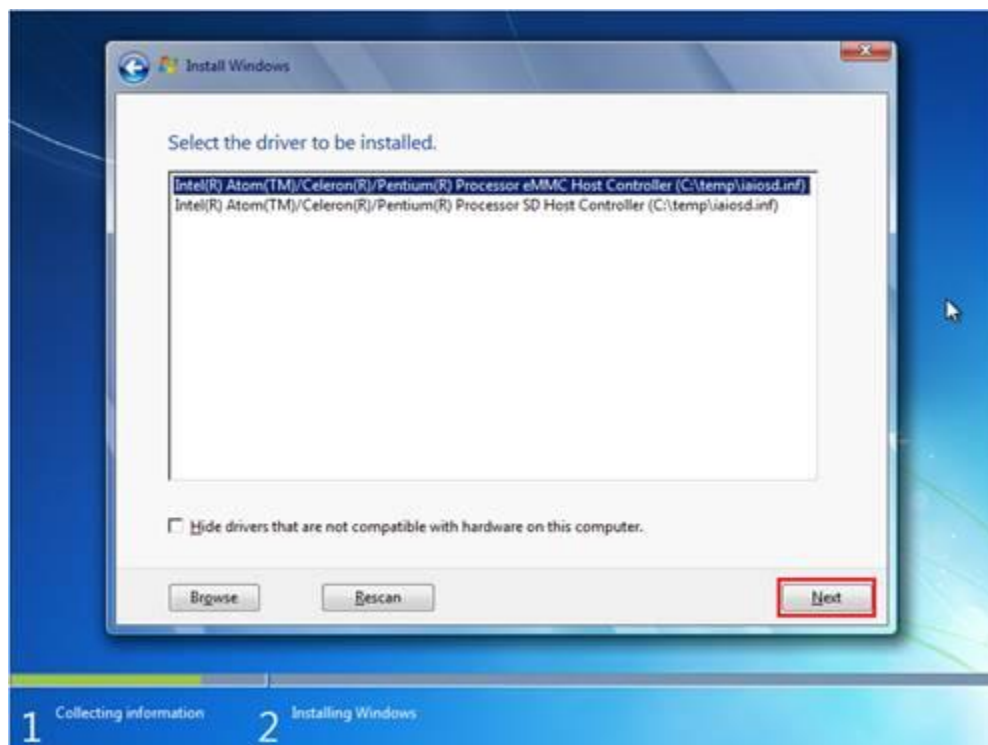 Install Windows
Select the driver to be installed.
Intel(R) Atom(TM)/Celeron(R)/Pentium(R) Processor eMMC Host Controller (C:\temp\iaiosd.inf)
Intel(R) Atom(TM)/Celeron(R)/Pentium(R) Processor SD Host Controller (C:\temp\iaiosd.inf)
Hide drivers that are not compatible with hardware on this computer.
Browse Rescan Next
1 Collecting information 2 Installing Windows